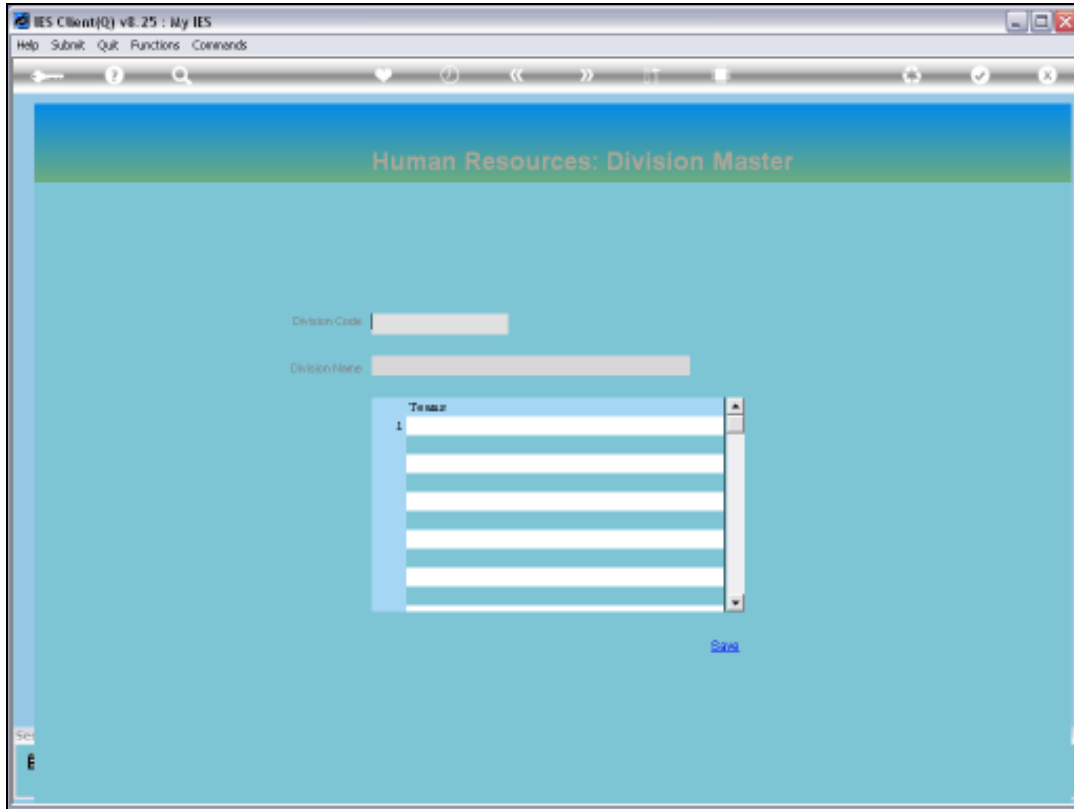 IES Client(Q) v8.25 : My IES
Help Submit Quit Functions Commands
Human Resources: Division Master
Division Code
Division Name
Teams
1
Save